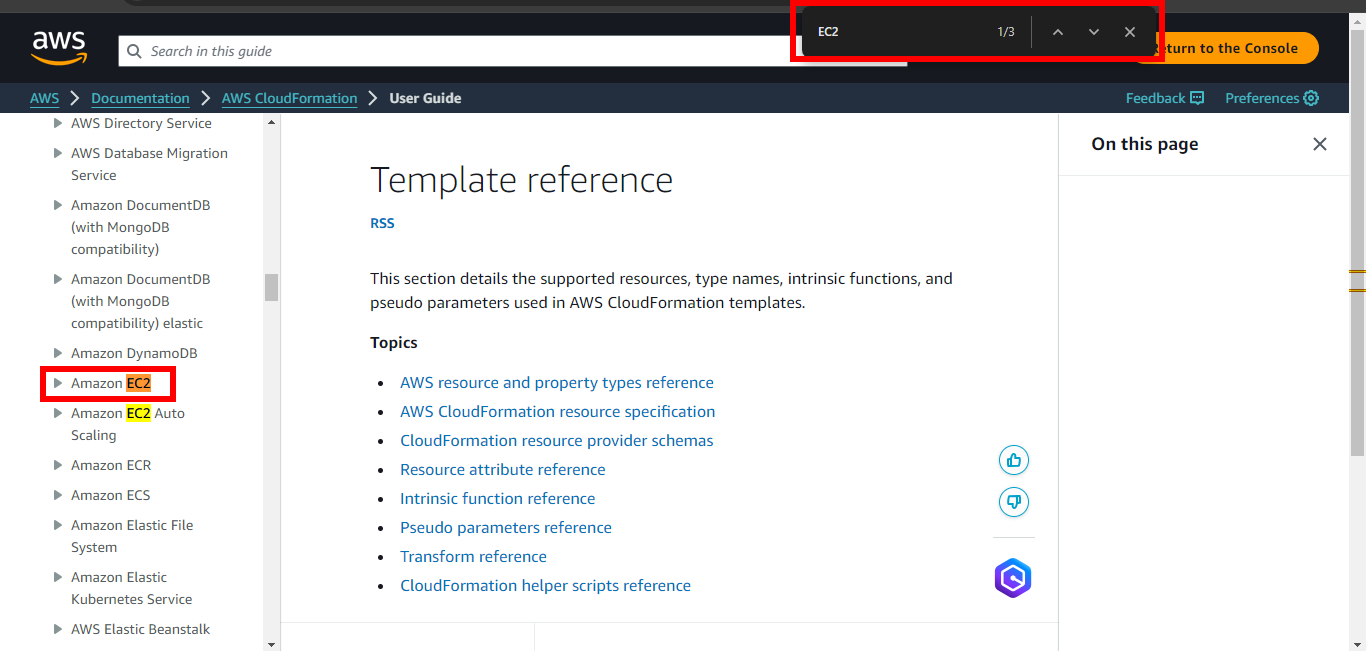 EC2
1/3
aws
Search in this guide
Return to the Console
AWS
Documentation
AWS CloudFormation
User Guide
Feedback
Preferences
AWS Directory Service
AWS Database Migration
Service
Amazon DocumentDB
(with MongoDB
compatibility)
Amazon DocumentDB
(with MongoDB
compatibility) elastic
Amazon DynamoDB
Amazon EC2
Amazon EC2 Auto
Scaling
Amazon ECR
Amazon ECS
Amazon Elastic File
System
Amazon Elastic
Kubernetes Service
AWS Elastic Beanstalk
Template reference
RSS
This section details the supported resources, type names, intrinsic functions, and
pseudo parameters used in AWS CloudFormation templates.
Topics
AWS resource and property types reference
AWS CloudFormation resource specification
CloudFormation resource provider schemas
Resource attribute reference
Intrinsic function reference
Pseudo parameters reference
Transform reference
CloudFormation helper scripts reference
On this page